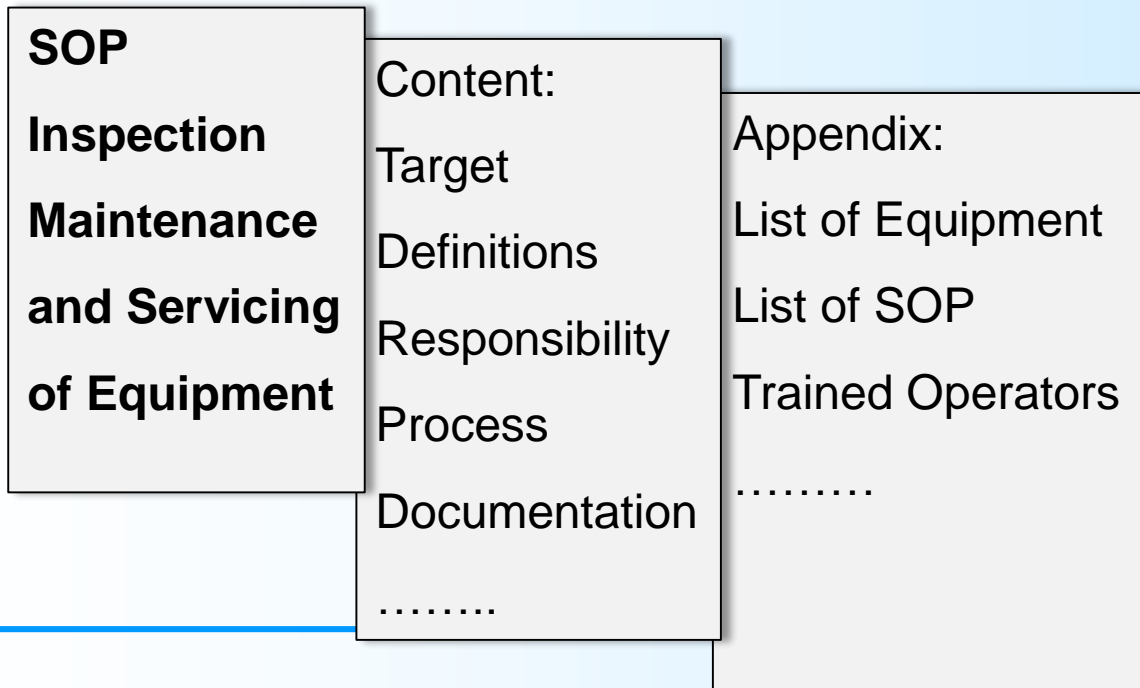 SOP
Inspection
Maintenance
and Servicing
of Equipment
Content:
Target
Definitions
Responsibility
Process
Documentation
……..
Appendix:
List of Equipment
List of SOP
Trained Operators
………